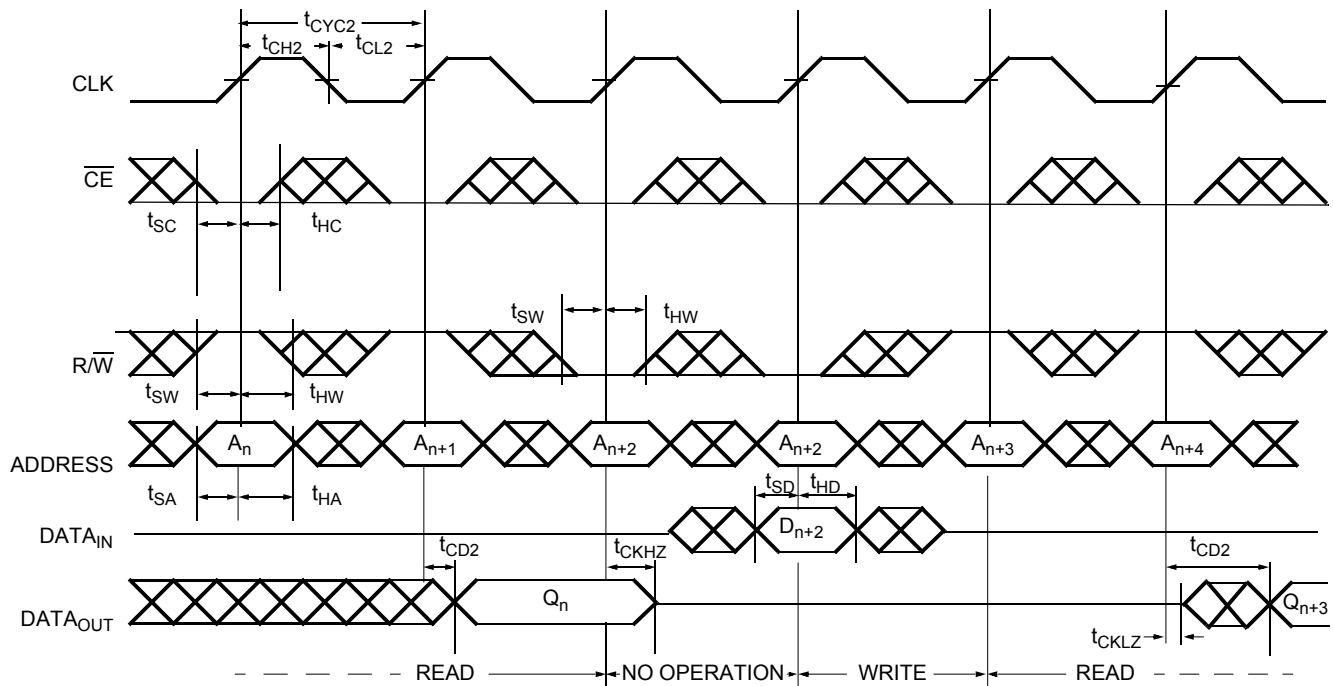 tCYC2
tCH2 tCL2
CLK
CE
tSC tHC
tSW tHW
R/W
tSW tHW
An An+1 An+2 An+2 An+3 An+4
ADDRESS
tSA tHA tSD tHD
DATAIN Dn+2
tCD2 tCKHZ tCD2
Qn Qn+3
DATAOUT
tCKLZ
READ NO OPERATION WRITE READ